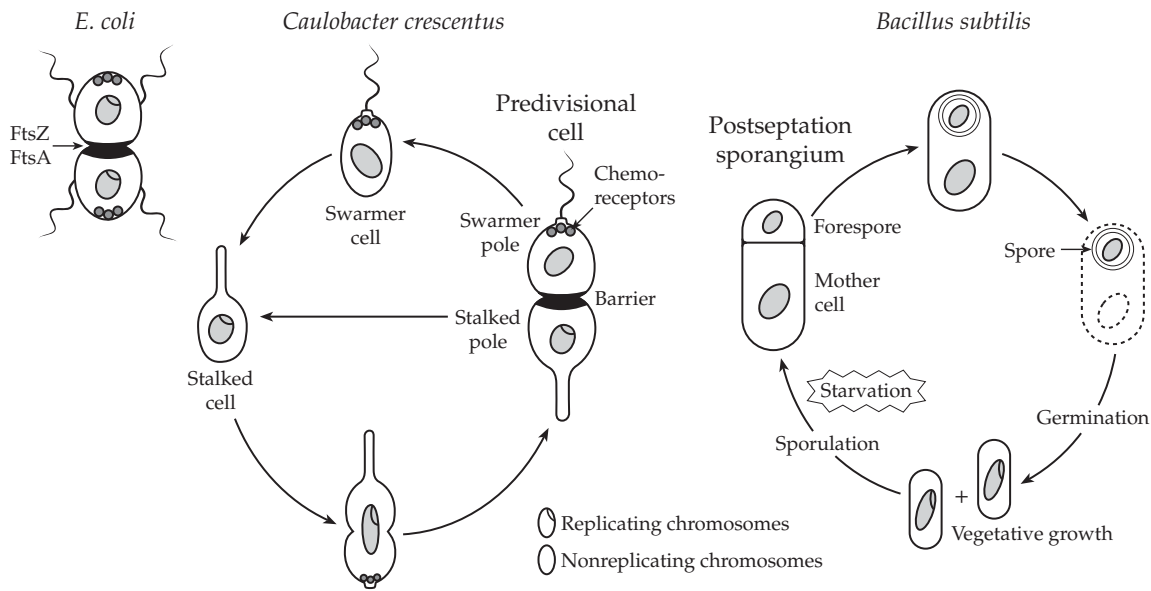 E. coli
Caulobacter crescentus
Bacillus subtilis
FtsZ
FtsA
Predivisional
cell
Chemo-
receptors
Swarmer
pole
Swarmer
cell
Barrier
Stalked
pole
Stalked
cell
Replicating chromosomes
Nonreplicating chromosomes
Postseptation
sporangium
Forespore
Mother
cell
Spore
Starvation
Sporulation
Germination
+
Vegetative growth